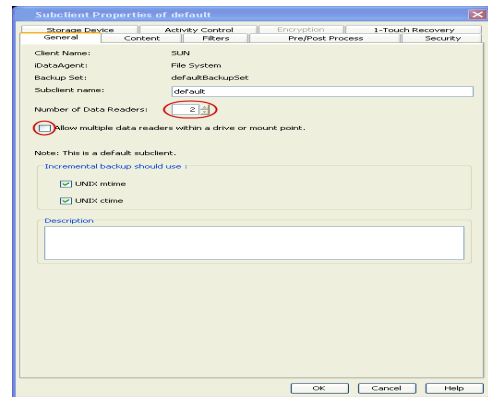 Subclient Properties of default
Storage Device Activity Control Encryption 1-Touch Recovery
General Content Filters Pre/Post Process Security
Client Name: SUN
iDataAgent: File System
Backup Set: defaultBackupSet
Subclient name: default
Number of Data Readers: 2
Allow multiple data readers within a drive or mount point.
Note: This is a default subclient.
Incremental backup should use :
UNIX mtime
UNIX ctime
Description
OK Cancel Help